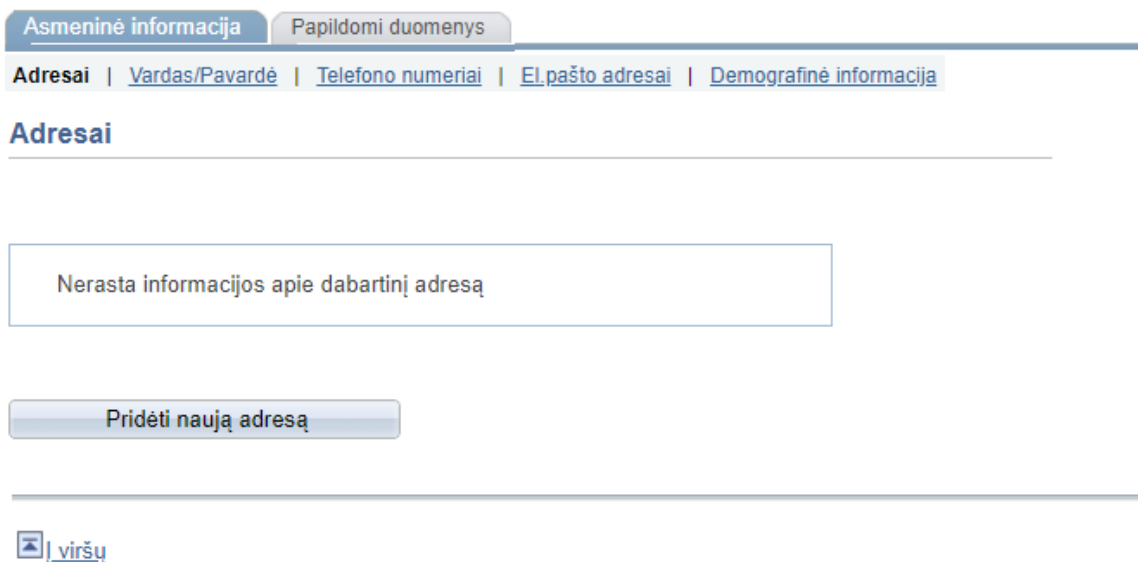 Asmeninė informacija Papildomi duomenys
Adresai | Vardas/Pavardė | Telefono numeriai | El.pašto adresai | Demografinė informacija
Adresai
Nerasta informacijos apie dabartinį adresą
Pridėti naują adresą
Į viršų